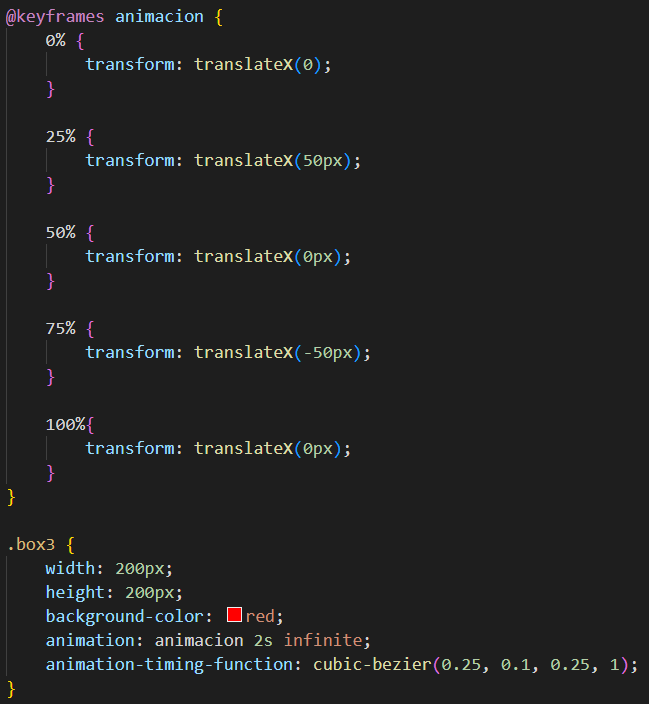 @keyframes animacion {
    0% {
        transform: translateX(0);
    }

    25% {
        transform: translateX(50px);
    }

    50% {
        transform: translateX(0px);
    }

    75% {
        transform: translateX(-50px);
    }

    100%{
        transform: translateX(0px);
    }
}

.box3 {
    width: 200px;
    height: 200px;
    background-color: red;
    animation: animacion 2s infinite;
    animation-timing-function: cubic-bezier(0.25, 0.1, 0.25, 1);
}